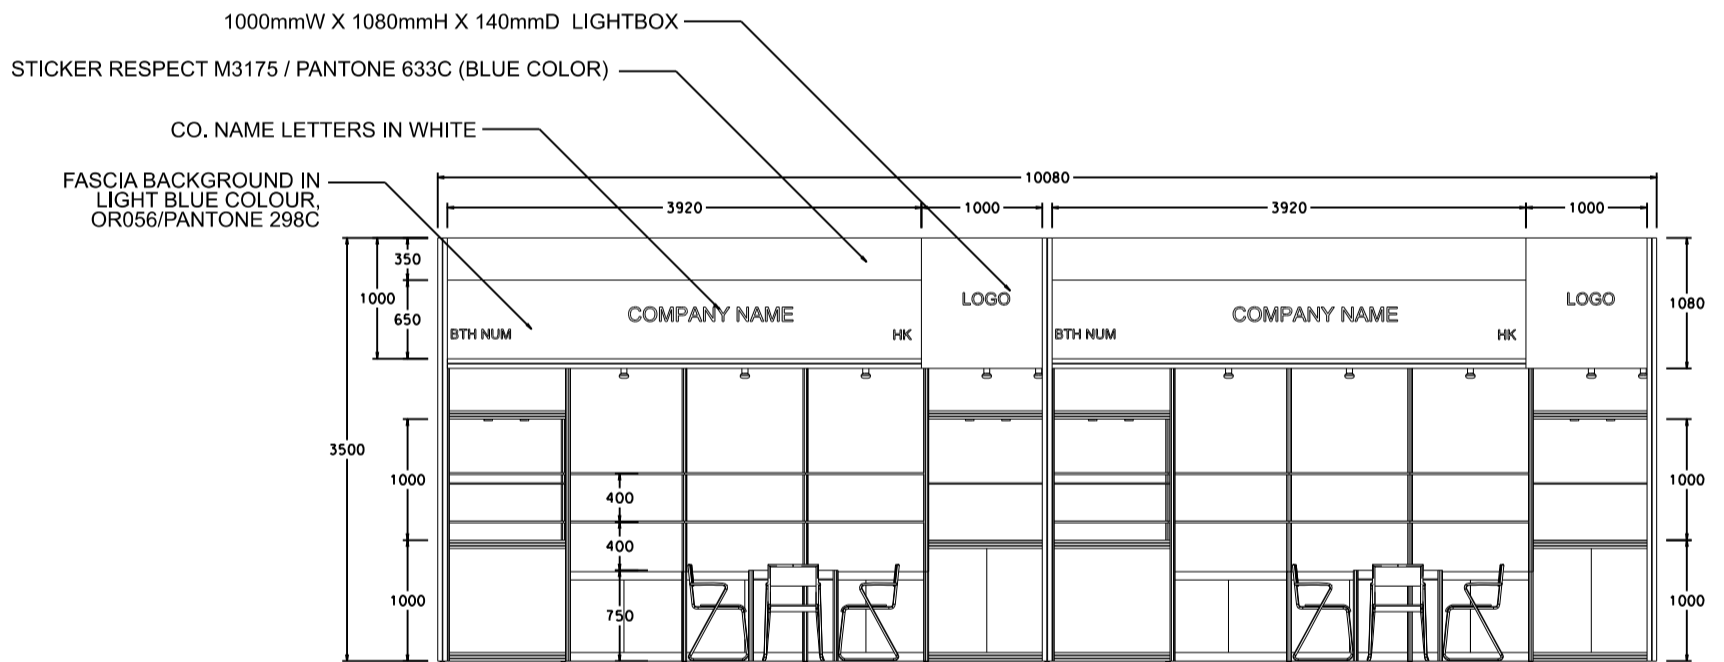 1000mmW X 1080mmH X 140mmD LIGHTBOX
STICKER RESPECT M3175 / PANTONE 633C (BLUE COLOR)
CO. NAME LETTERS IN WHITE
FASCIA BACKGROUND IN
LIGHT BLUE COLOUR,
OR056/PANTONE 298C
10080
3920
1000
3920
1000
350
1000
650
3500
1000
1000
COMPANY NAME
BTH NUM
HK
LOGO
COMPANY NAME
BTH NUM
HK
LOGO
400
400
750
1080
1000
1000